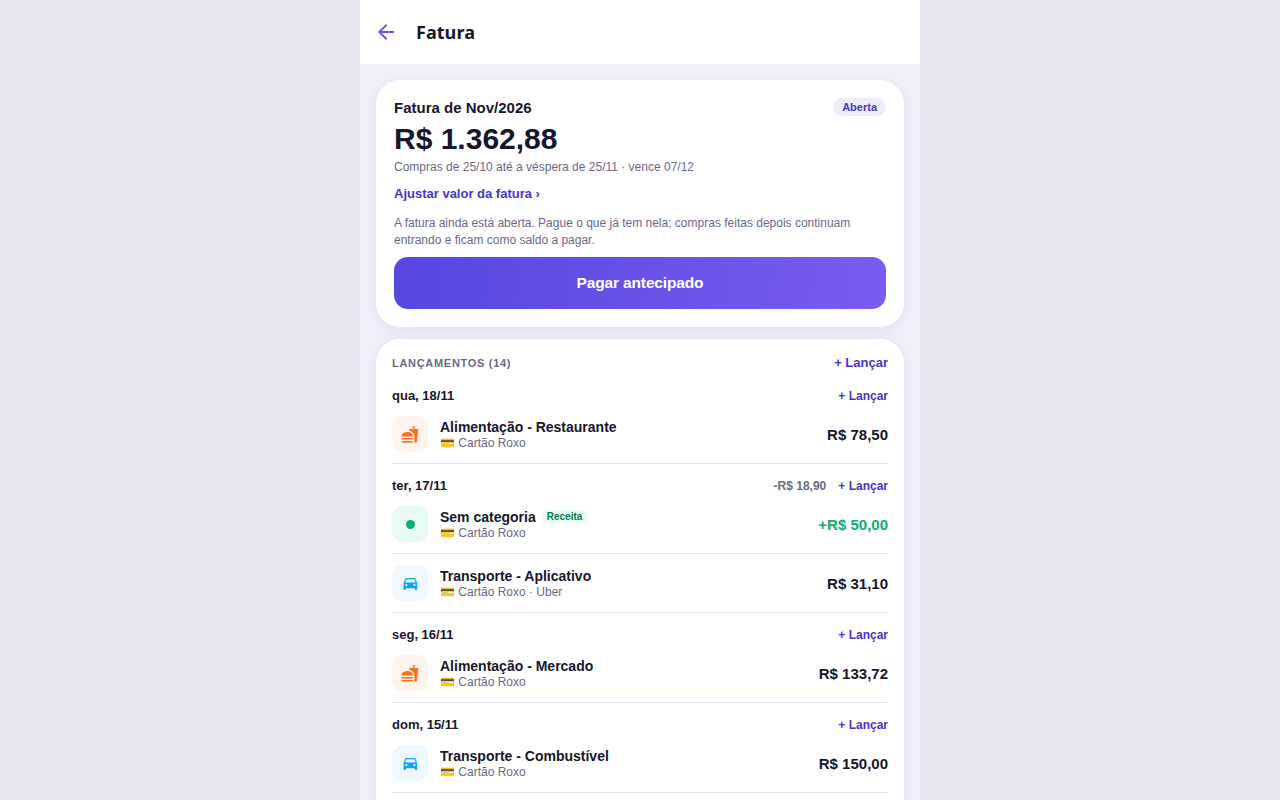 Fatura
Fatura de Nov/2026
Aberta
R$ 1.362,88
Compras de 25/10 até a véspera de 25/11 · vence 07/12
Ajustar valor da fatura ›
A fatura ainda está aberta. Pague o que já tem nela; compras feitas depois continuam
entrando e ficam como saldo a pagar.
Pagar antecipado
LANÇAMENTOS (14)
+ Lançar
qua, 18/11
+ Lançar
Alimentação - Restaurante
Cartão Roxo
R$ 78,50
ter, 17/11
-R$ 18,90
+ Lançar
Sem categoria
Receita
Cartão Roxo
+R$ 50,00
Transporte - Aplicativo
Cartão Roxo · Uber
R$ 31,10
seg, 16/11
+ Lançar
Alimentação - Mercado
Cartão Roxo
R$ 133,72
dom, 15/11
+ Lançar
Transporte - Combustível
Cartão Roxo
R$ 150,00